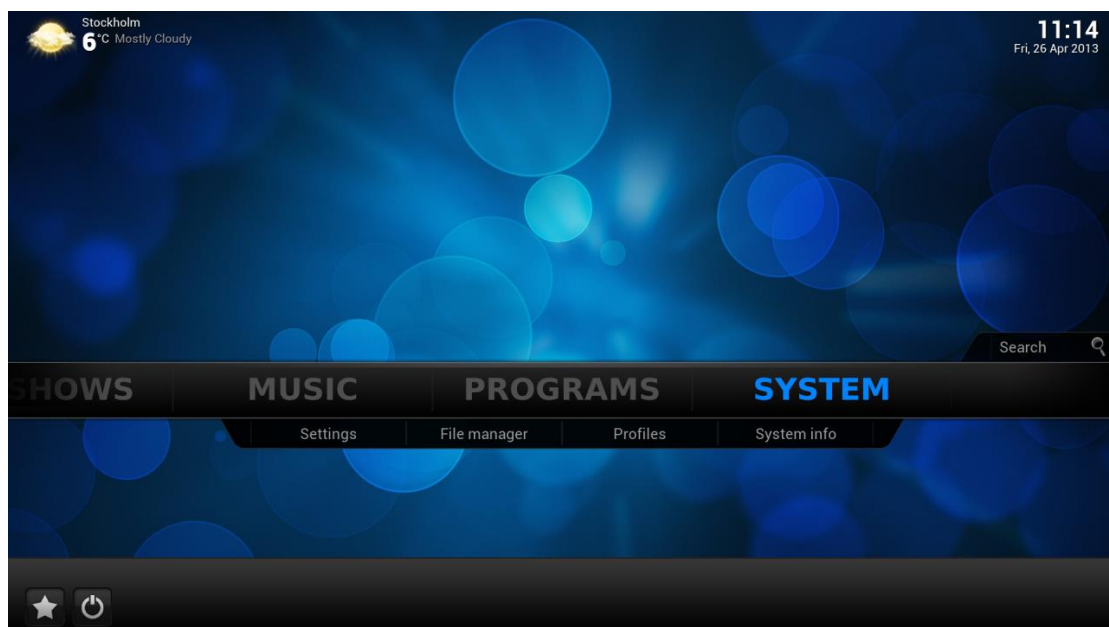 Stockholm
6°C Mostly Cloudy
11:14
Fri, 26 Apr 2013
Search
SHOWS MUSIC PROGRAMS SYSTEM
Settings File manager Profiles System info